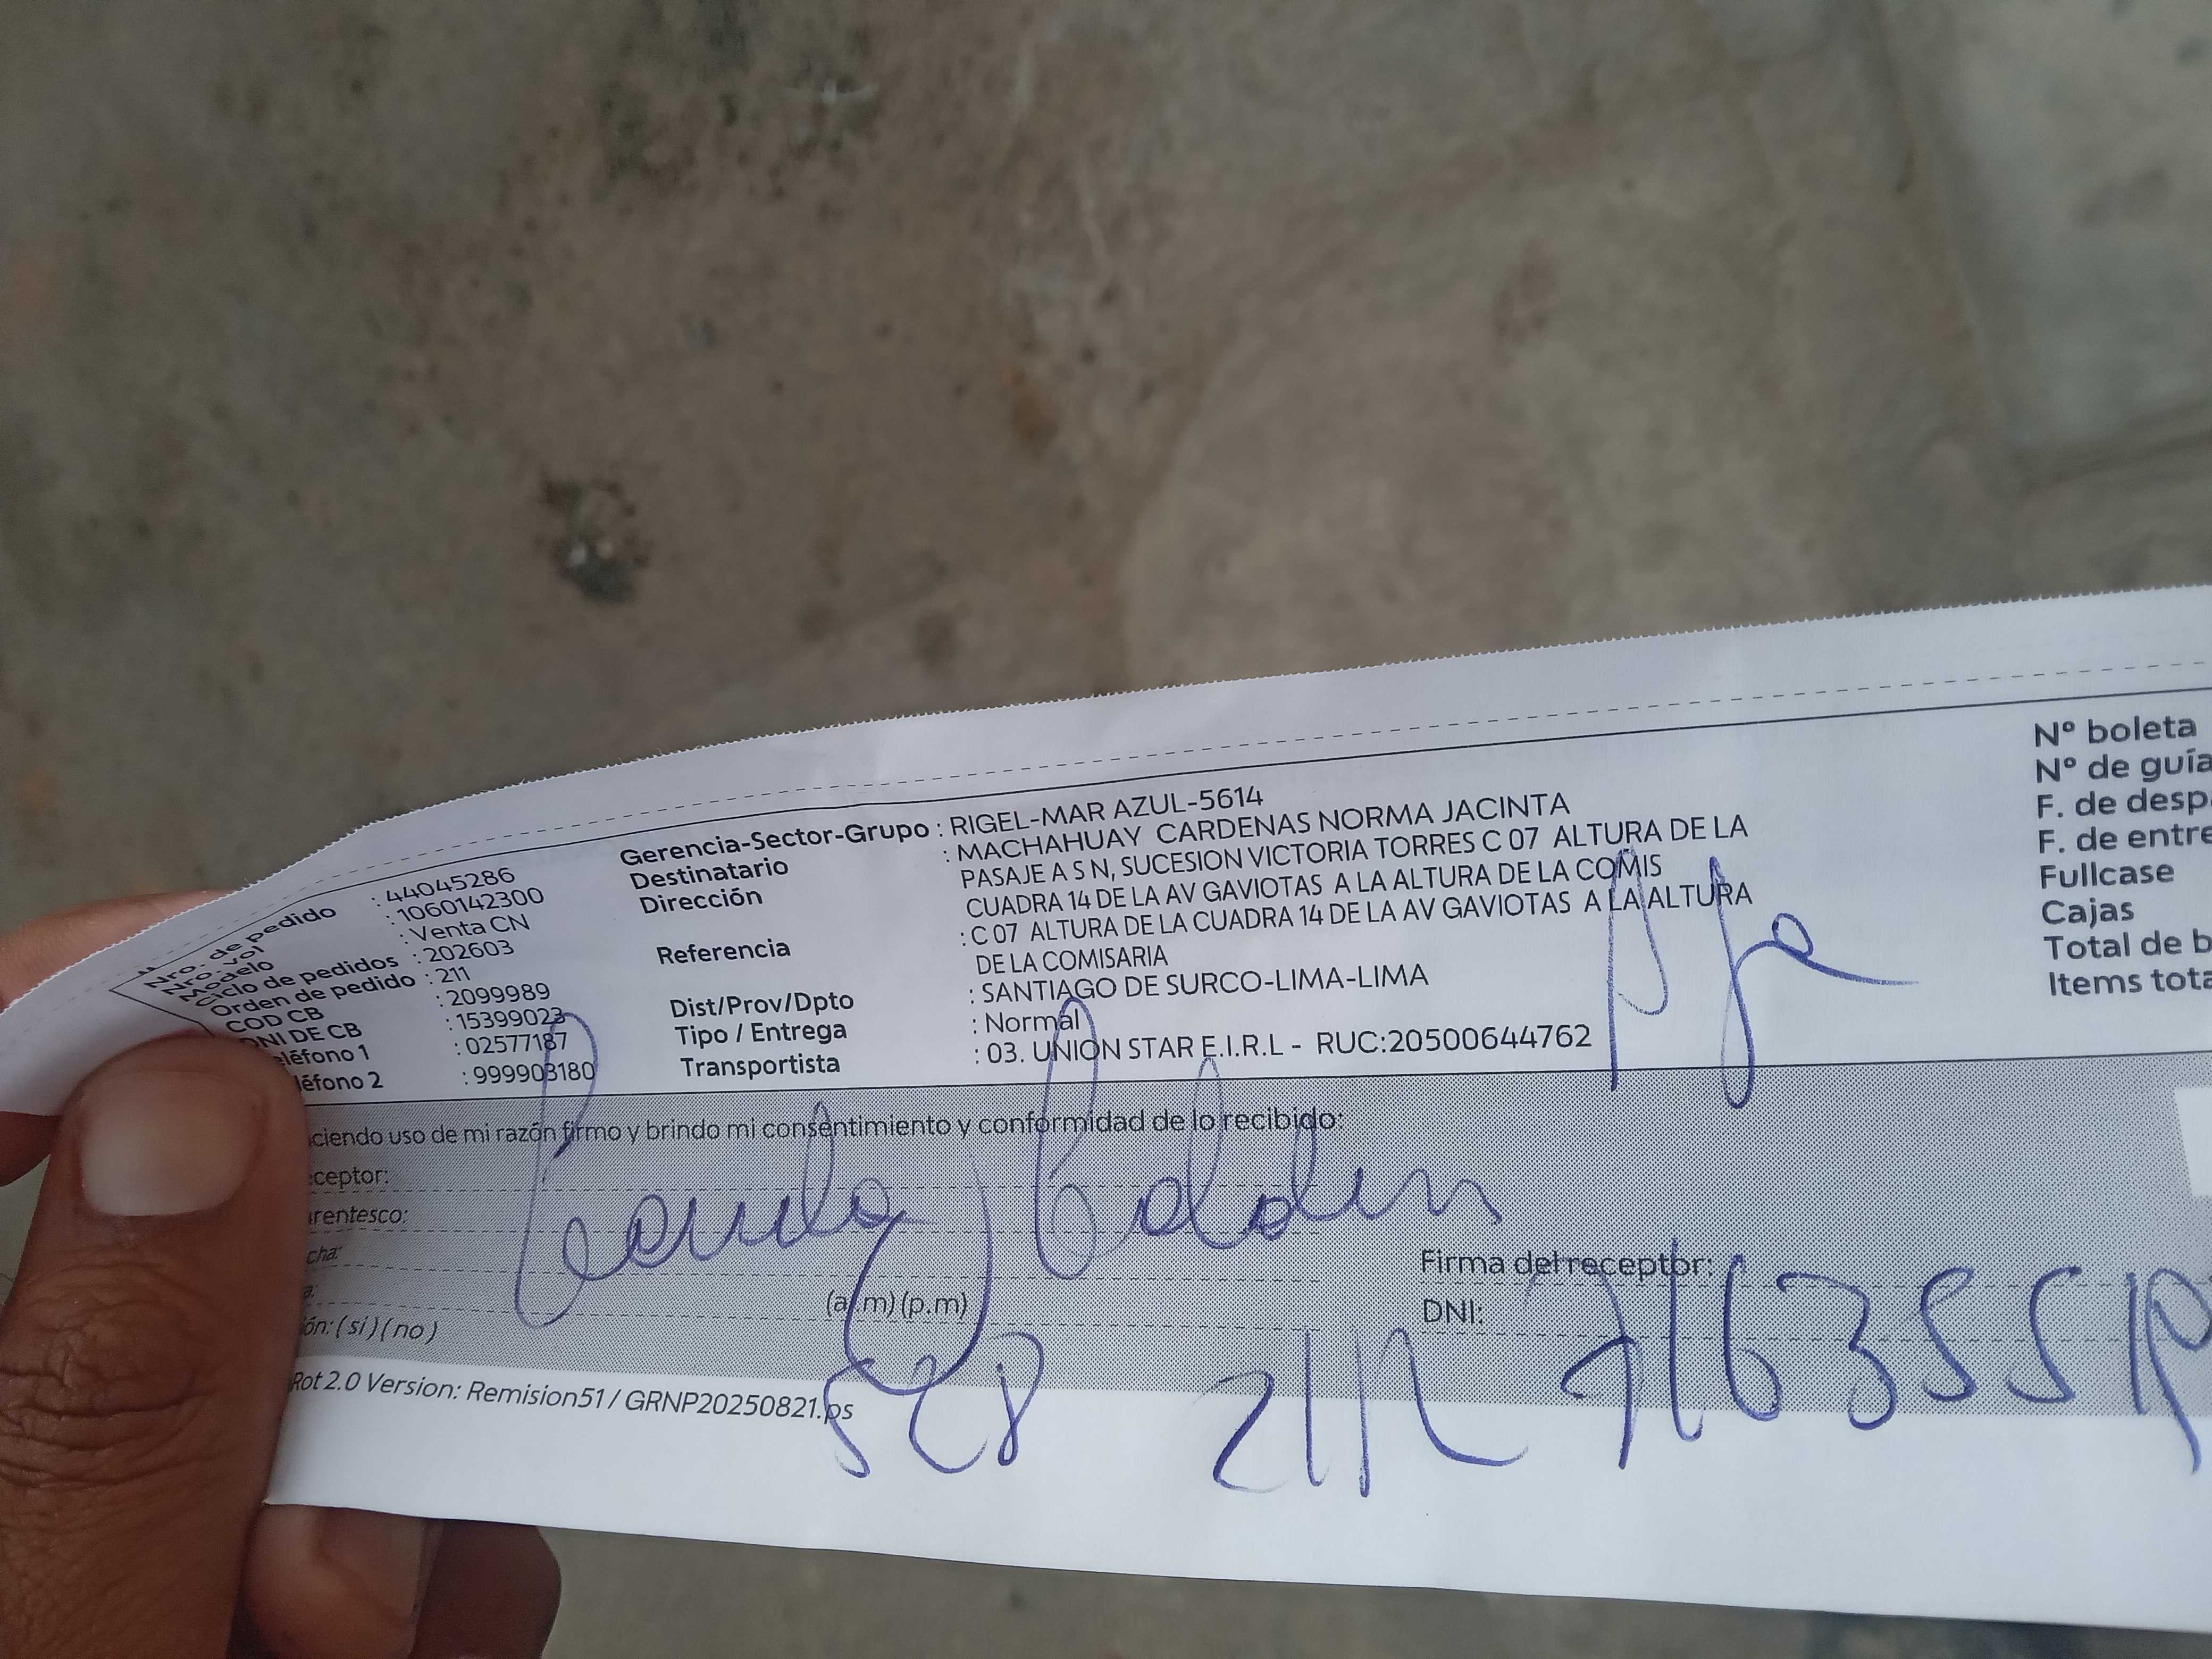 Nro. de pedido : 44045286
Nro. vol : 1060142300
Modelo : Venta CN
Ciclo de pedidos : 202603
Orden de pedido : 211
COD CB : 2099989
DNI DE CB : 15399023
eléfono 1 : 02577187
léfono 2 : 999903180
Gerencia-Sector-Grupo : RIGEL-MAR AZUL-5614
Destinatario : MACHAHUAY CARDENAS NORMA JACINTA
Dirección PASAJE A S N, SUCESION VICTORIA TORRES C 07 ALTURA DE LA
CUADRA 14 DE LA AV GAVIOTAS A LA ALTURA DE LA COMIS
Referencia : C 07 ALTURA DE LA CUADRA 14 DE LA AV GAVIOTAS A LA ALTURA
DE LA COMISARIA
Dist/Prov/Dpto : SANTIAGO DE SURCO-LIMA-LIMA
Tipo / Entrega : Normal
Transportista : 03. UNION STAR E.I.R.L - RUC:20500644762
Nº boleta
Nº de guía
F. de desp
F. de entre
Fullcase
Cajas
Total de b
Items tota
ciendo uso de mi razón firmo y brindo mi consentimiento y conformidad de lo recibido:
ceptor:
rentesco:
cha:
a: (a.m) (p.m)
ón: ( si ) ( no )
Firma del receptor:
DNI:
528
Rot 2.0 Version: Remision51 / GRNP20250821.ps